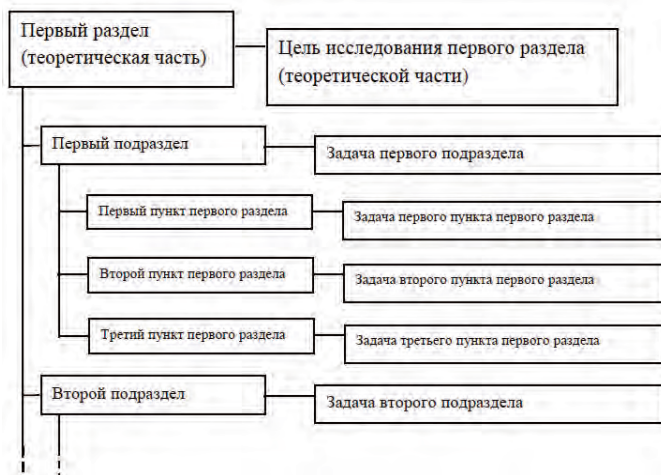 Первый раздел
(теоретическая часть)
Цель исследования первого раздела
(теоретической части)
Первый подраздел
Задача первого подраздела
Первый пункт первого раздела
Задача первого пункта первого раздела
Второй пункт первого раздела
Задача второго пункта первого раздела
Третий пункт первого раздела
Задача третьего пункта первого раздела
Второй подраздел
Задача второго подраздела